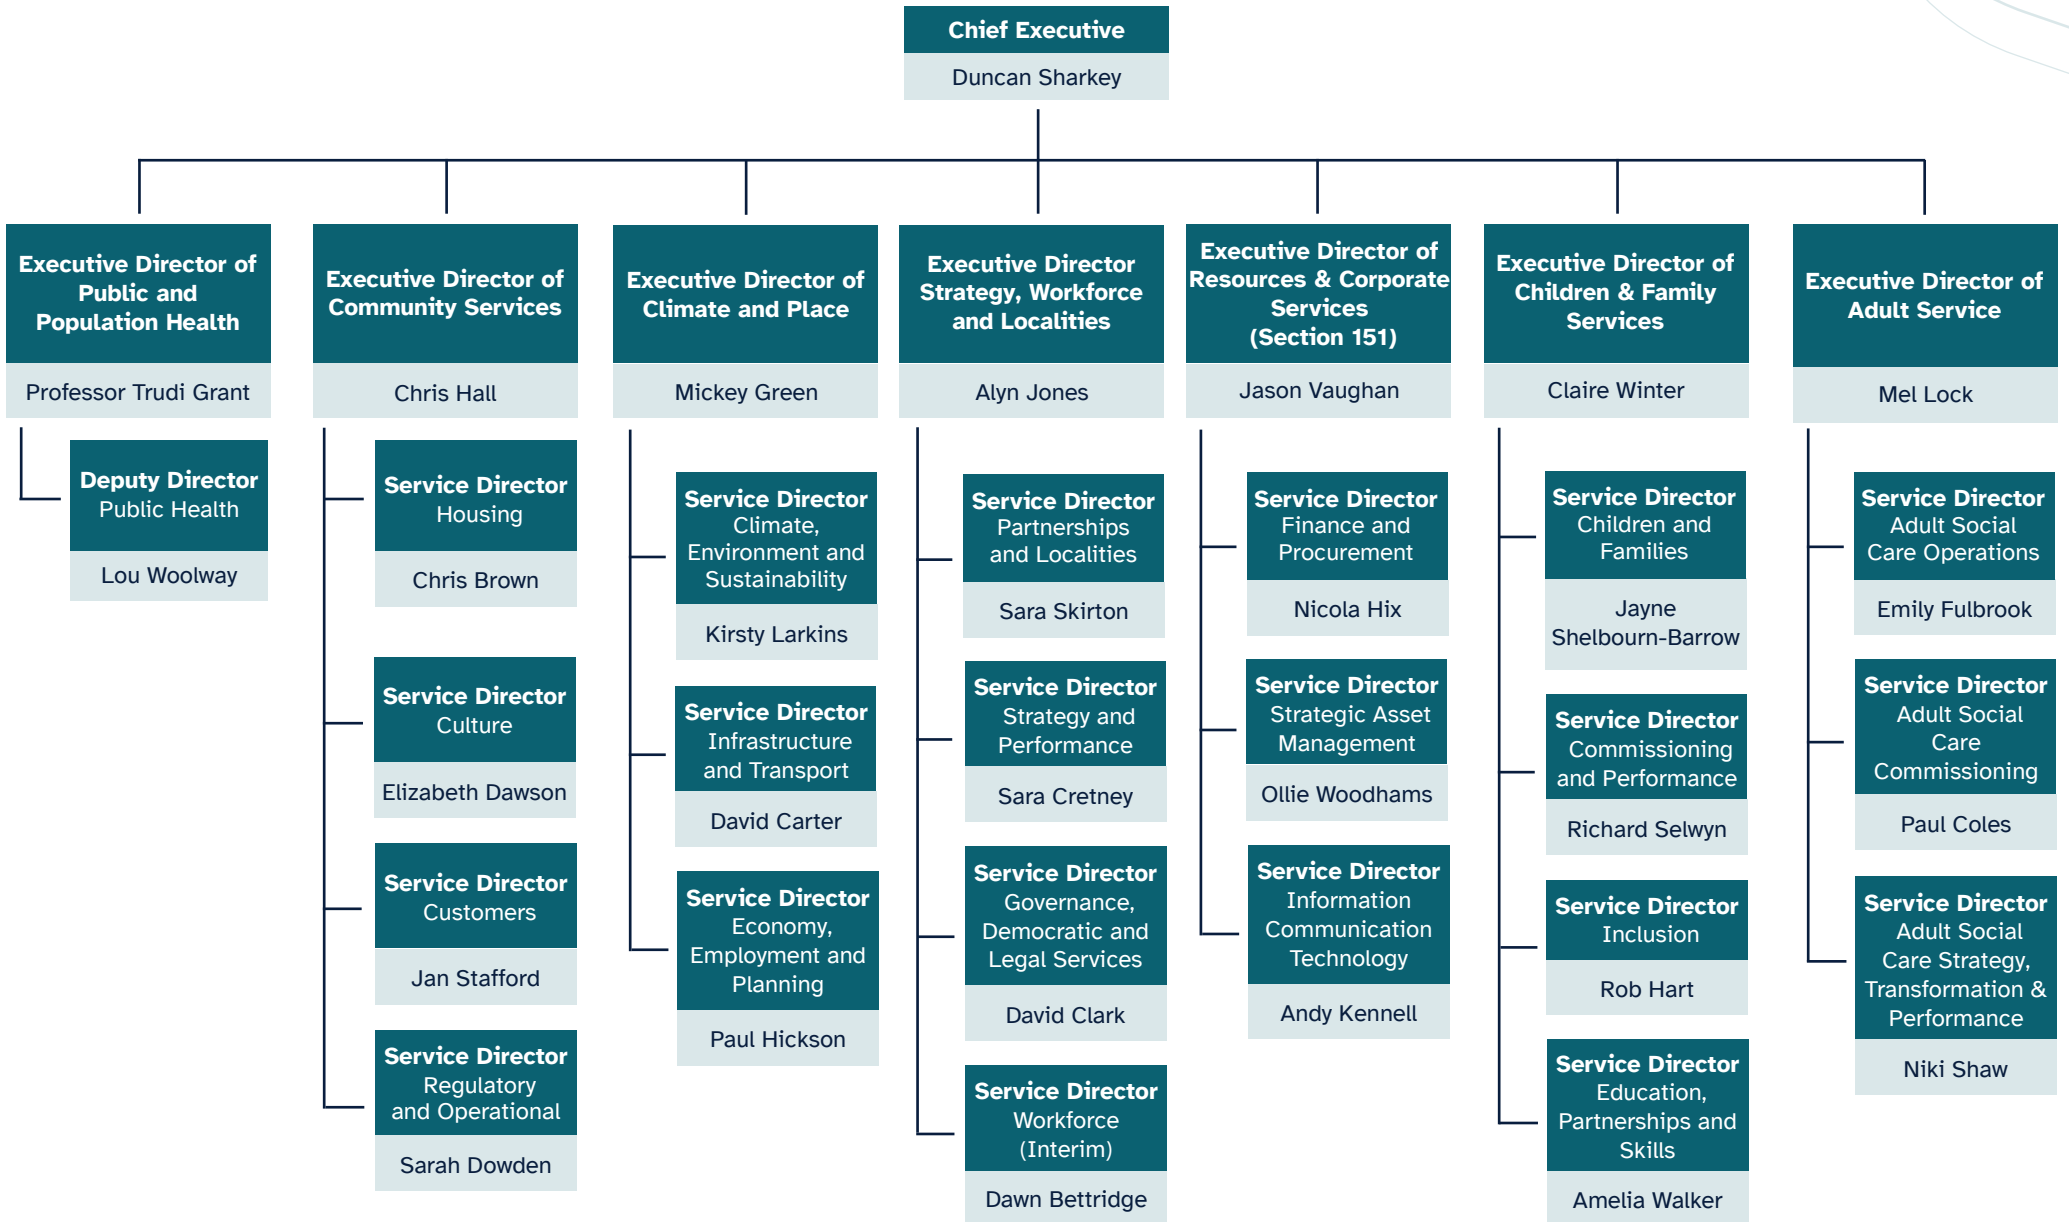 Chief Executive
Duncan Sharkey
Executive Director of
Public and
Population Health
Professor Trudi Grant
Deputy Director
Public Health
Lou Woolway
Executive Director of
Community Services
Chris Hall
Service Director
Housing
Chris Brown
Service Director
Culture
Elizabeth Dawson
Service Director
Customers
Jan Stafford
Service Director
Regulatory
and Operational
Sarah Dowden
Executive Director of
Climate and Place
Mickey Green
Service Director
Climate,
Environment and
Sustainability
Kirsty Larkins
Service Director
Infrastructure
and Transport
David Carter
Service Director
Economy,
Employment and
Planning
Paul Hickson
Executive Director
Strategy, Workforce
and Localities
Alyn Jones
Service Director
Partnerships
and Localities
Sara Skirton
Service Director
Strategy and
Performance
Sara Cretney
Service Director
Governance,
Democratic and
Legal Services
David Clark
Service Director
Workforce
(Interim)
Dawn Bettridge
Executive Director of
Resources & Corporate
Services
(Section 151)
Jason Vaughan
Service Director
Finance and
Procurement
Nicola Hix
Service Director
Strategic Asset
Management
Ollie Woodhams
Service Director
Information
Communication
Technology
Andy Kennell
Executive Director of
Children & Family
Services
Claire Winter
Service Director
Children and
Families
Jayne
Shelbourn-Barrow
Service Director
Commissioning
and Performance
Richard Selwyn
Service Director
Inclusion
Rob Hart
Service Director
Education,
Partnerships and
Skills
Amelia Walker
Executive Director of
Adult Service
Mel Lock
Service Director
Adult Social
Care Operations
Emily Fulbrook
Service Director
Adult Social
Care
Commissioning
Paul Coles
Service Director
Adult Social
Care Strategy,
Transformation &
Performance
Niki Shaw